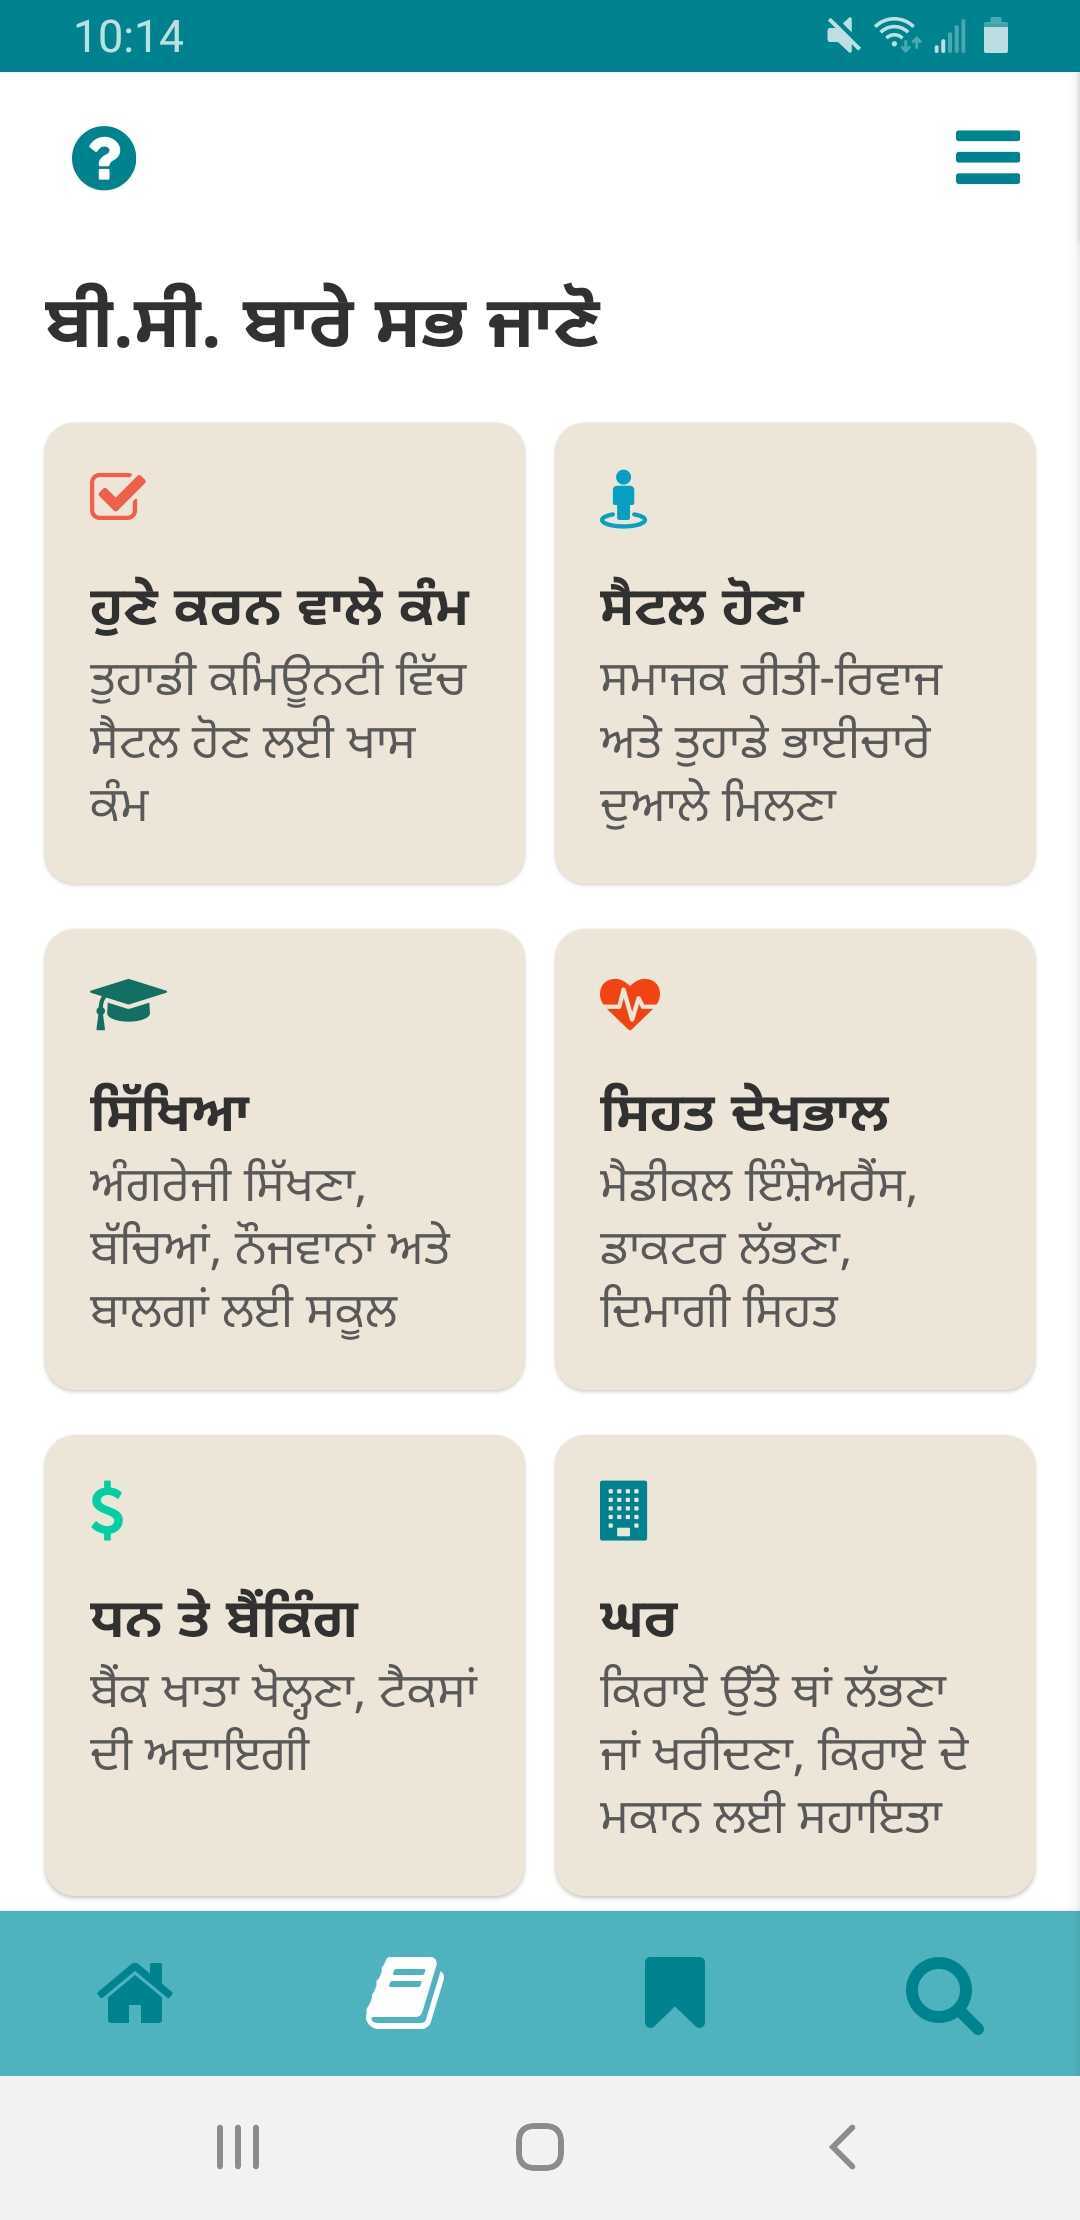 10:14
ਬੀ.ਸੀ. ਬਾਰੇ ਸਭ ਜਾਣੋ
ਹੁਣੇ ਕਰਨ ਵਾਲੇ ਕੰਮ
ਤੁਹਾਡੀ ਕਮਿਊਨਟੀ ਵਿੱਚ
ਸੈਟਲ ਹੋਣ ਲਈ ਖਾਸ
ਕੰਮ
ਸੈਟਲ ਹੋਣਾ
ਸਮਾਜਕ ਰੀਤੀ-ਰਿਵਾਜ
ਅਤੇ ਤੁਹਾਡੇ ਭਾਈਚਾਰੇ
ਦੁਆਲੇ ਮਿਲਣਾ
ਸਿੱਖਿਆ
ਅੰਗਰੇਜੀ ਸਿੱਖਣਾ,
ਬੱਚਿਆਂ, ਨੌਜਵਾਨਾਂ ਅਤੇ
ਬਾਲਗਾਂ ਲਈ ਸਕੂਲ
ਸਿਹਤ ਦੇਖਭਾਲ
ਮੈਡੀਕਲ ਇੰਸ਼ੋਅਰੈਂਸ,
ਡਾਕਟਰ ਲੱਭਣਾ,
ਦਿਮਾਗੀ ਸਿਹਤ
ਧਨ ਤੇ ਬੈਂਕਿੰਗ
ਬੈਂਕ ਖਾਤਾ ਖੋਲ੍ਹਣਾ, ਟੈਕਸਾਂ
ਦੀ ਅਦਾਇਗੀ
ਘਰ
ਕਿਰਾਏ ਉੱਤੇ ਥਾਂ ਲੱਭਣਾ
ਜਾਂ ਖਰੀਦਣਾ, ਕਿਰਾਏ ਦੇ
ਮਕਾਨ ਲਈ ਸਹਾਇਤਾ